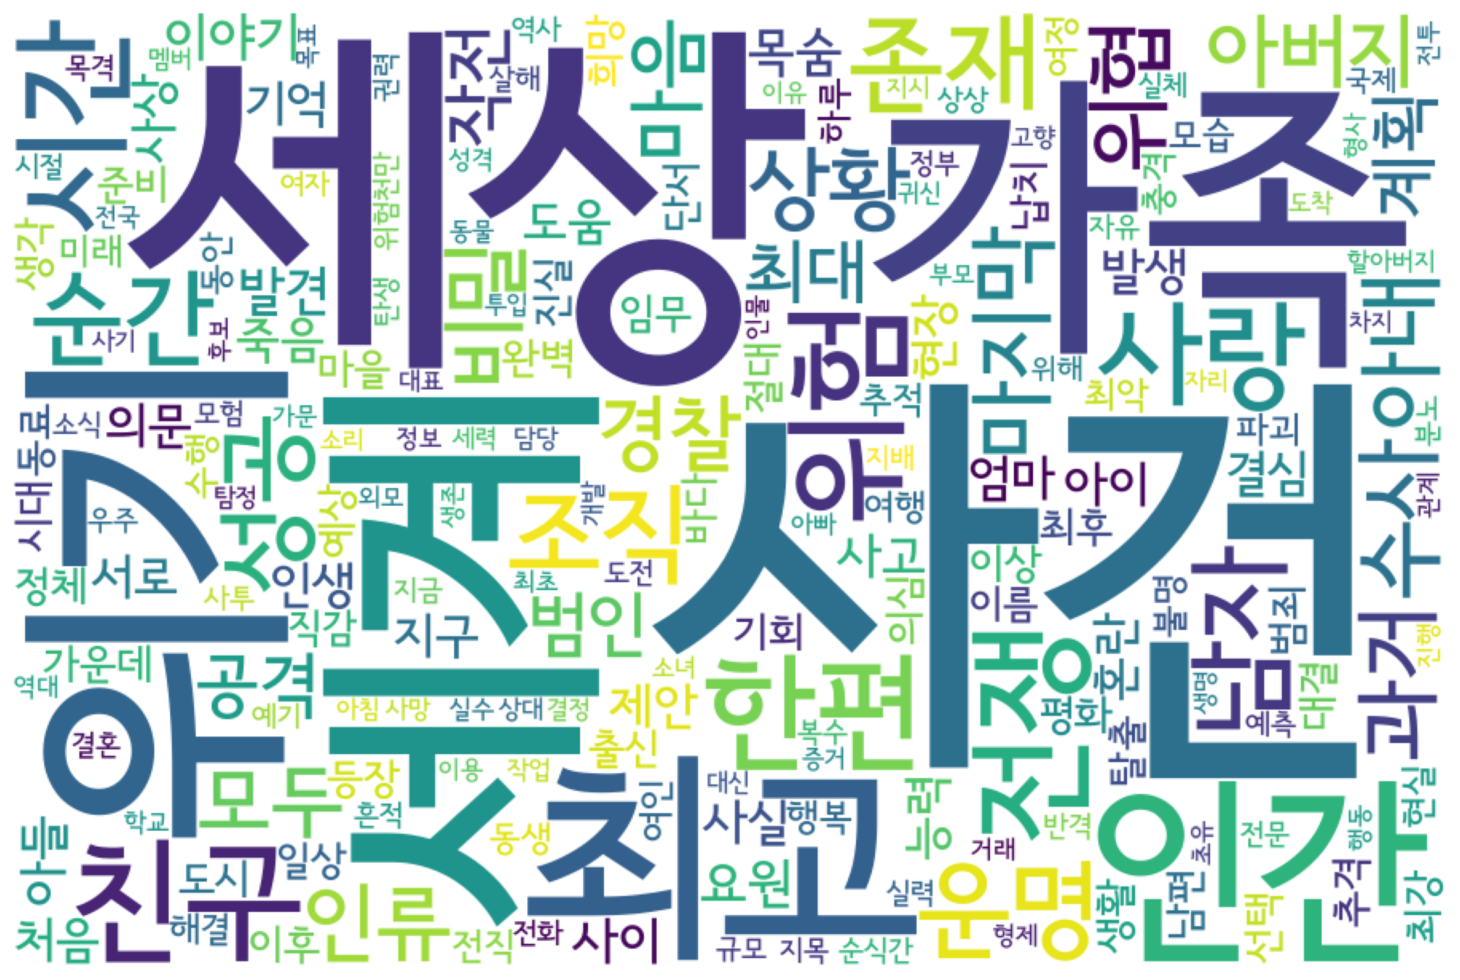 시간
목격
멤버
이야기
목표
기억
권력
작전
역사
살해
희망
마음
목숨
이유
존재
지시
상상
여정
위협
실체
아버지
국제
전투
세상
가족
사상
시절
준비
전국
여자
위험천만
성격
하루
단서
상황
정부
고향
귀신
납치
모습
충격
형사
계획
생각
미래
동안
동물
도움
자유
도착
순간
발견
탄생
비밀
투입
진실
임무
최대
부모
마지막
발생
할아버지
사기
후보
죽음
마을
대표
완벽
인물
절대
위험
현장
위해
사랑
최악
자리
차지
아내
소식
의문
모험
가문
소리
정보
세력
담당
경찰
추적
지배
엄마
아이
파괴
결심
분노
시대
동료
수행
성공
탐정
우주
예상
외모
생존
개발
조직
바다
아빠
여행
최후
사건
수사
관계
위기
세계
정체
서로
사투
인생
직감
지금
최초
도전
사고
이상
이름
의심
지구
범인
기회
불명
범죄
남자
과거
진행
가운데
역대
공격
예기
소녀
아침
사망
실수
상대
결정
제안
한편
전쟁
평화
혼란
생명
예측
대결
결혼
출신
복수
증거
탈출
모두
등장
이용
작업
흔적
학교
최고
여인
대신
사실
행복
능력
반격
인간
전문
초유
행동
현실
아들
친구
도시
일상
동생
거래
해결
인류
요원
실력
운명
생활
남편
선택
추격
최강
처음
이후
전직
전화
사이
규모
지목
순식간
형제